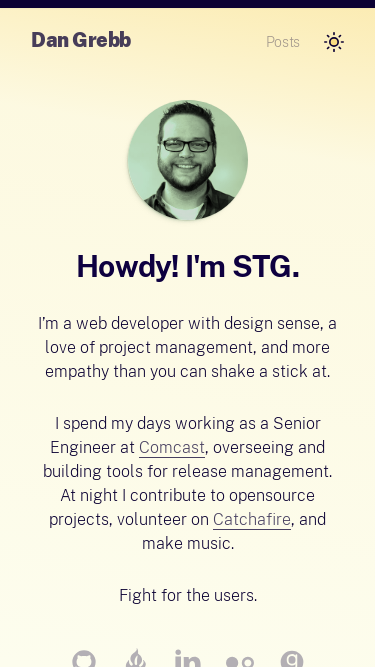 Dan Grebb
Posts
Howdy! I'm STG.
I’m a web developer with design sense, a
love of project management, and more
empathy than you can shake a stick at.
I spend my days working as a Senior
Engineer at Comcast, overseeing and
building tools for release management.
At night I contribute to opensource
projects, volunteer on Catchafire, and
make music.
Fight for the users.